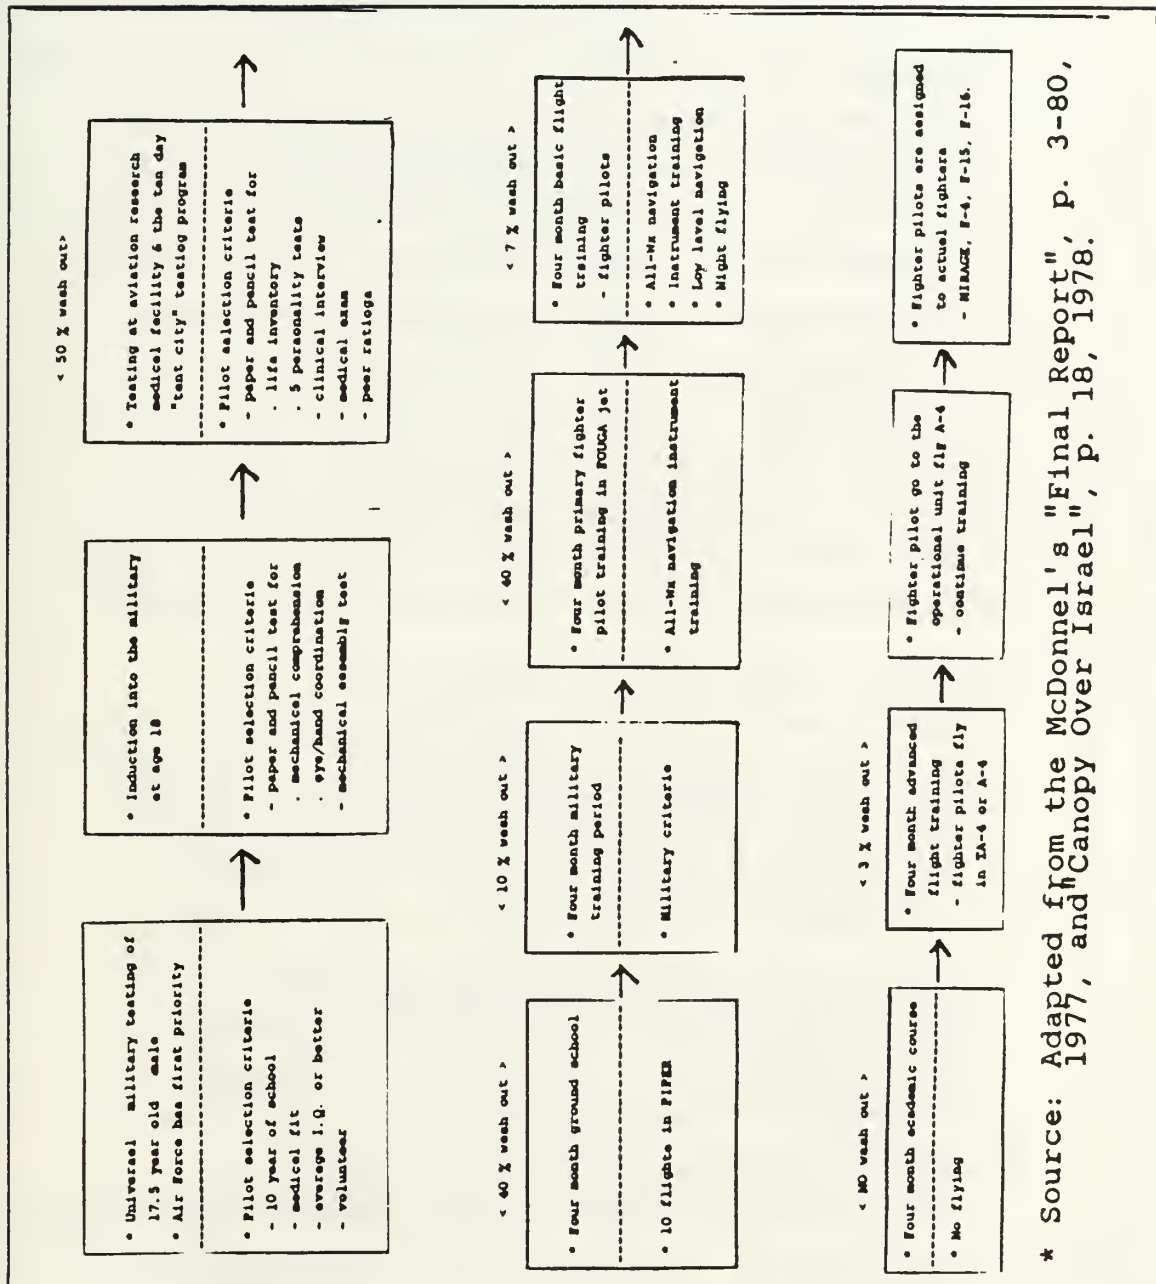 < 50 % wash out>
• Universal military testing of
17.5 year old male
• Air Force has first priority
• Pilot selection criteria
- 10 year of school
- medical fit
- average I.Q. or better
- volunteer
• Induction into the military
at age 18
• Pilot selection criteria
- paper and pencil test for
. mechanical comprehension
. eye/hand coordination
- mechanical assembly test
• Testing at aviation research
medical facility & the ten day
"tent city" testing program
• Pilot selection criteria
- paper and pencil test for
. life inventory
. 5 personality tests
- clinical interview
- medical exam
- peer ratings
< 40 % wash out >
• Four month ground school
• 10 flights in PIPER
< 10 % wash out >
• Four month military
training period
• Military criteria
< 40 % wash out >
• Four month primary fighter
pilot training in FOUGA jet
• All-Wx navigation instrument
training
< 7 % wash out >
• Four month basic flight
training
- fighter pilots
• All-Wx navigation
• Instrument training
• Low level navigation
• Night flying
< NO wash out >
• Four month academic course
• No flying
< 3 % wash out >
• Four month advanced
flight training
- fighter pilots fly
in TA-4 or A-4
• Fighter pilot go to the
operational unit fly A-4
- continue training
• Fighter pilots are assigned
to actual fighters
- MIRAGE, F-4, F-15, F-16.
* Source: Adapted from the McDonnel's "Final Report", p. 3-80,
1977, and "Canopy Over Israel", p. 18, 1978.